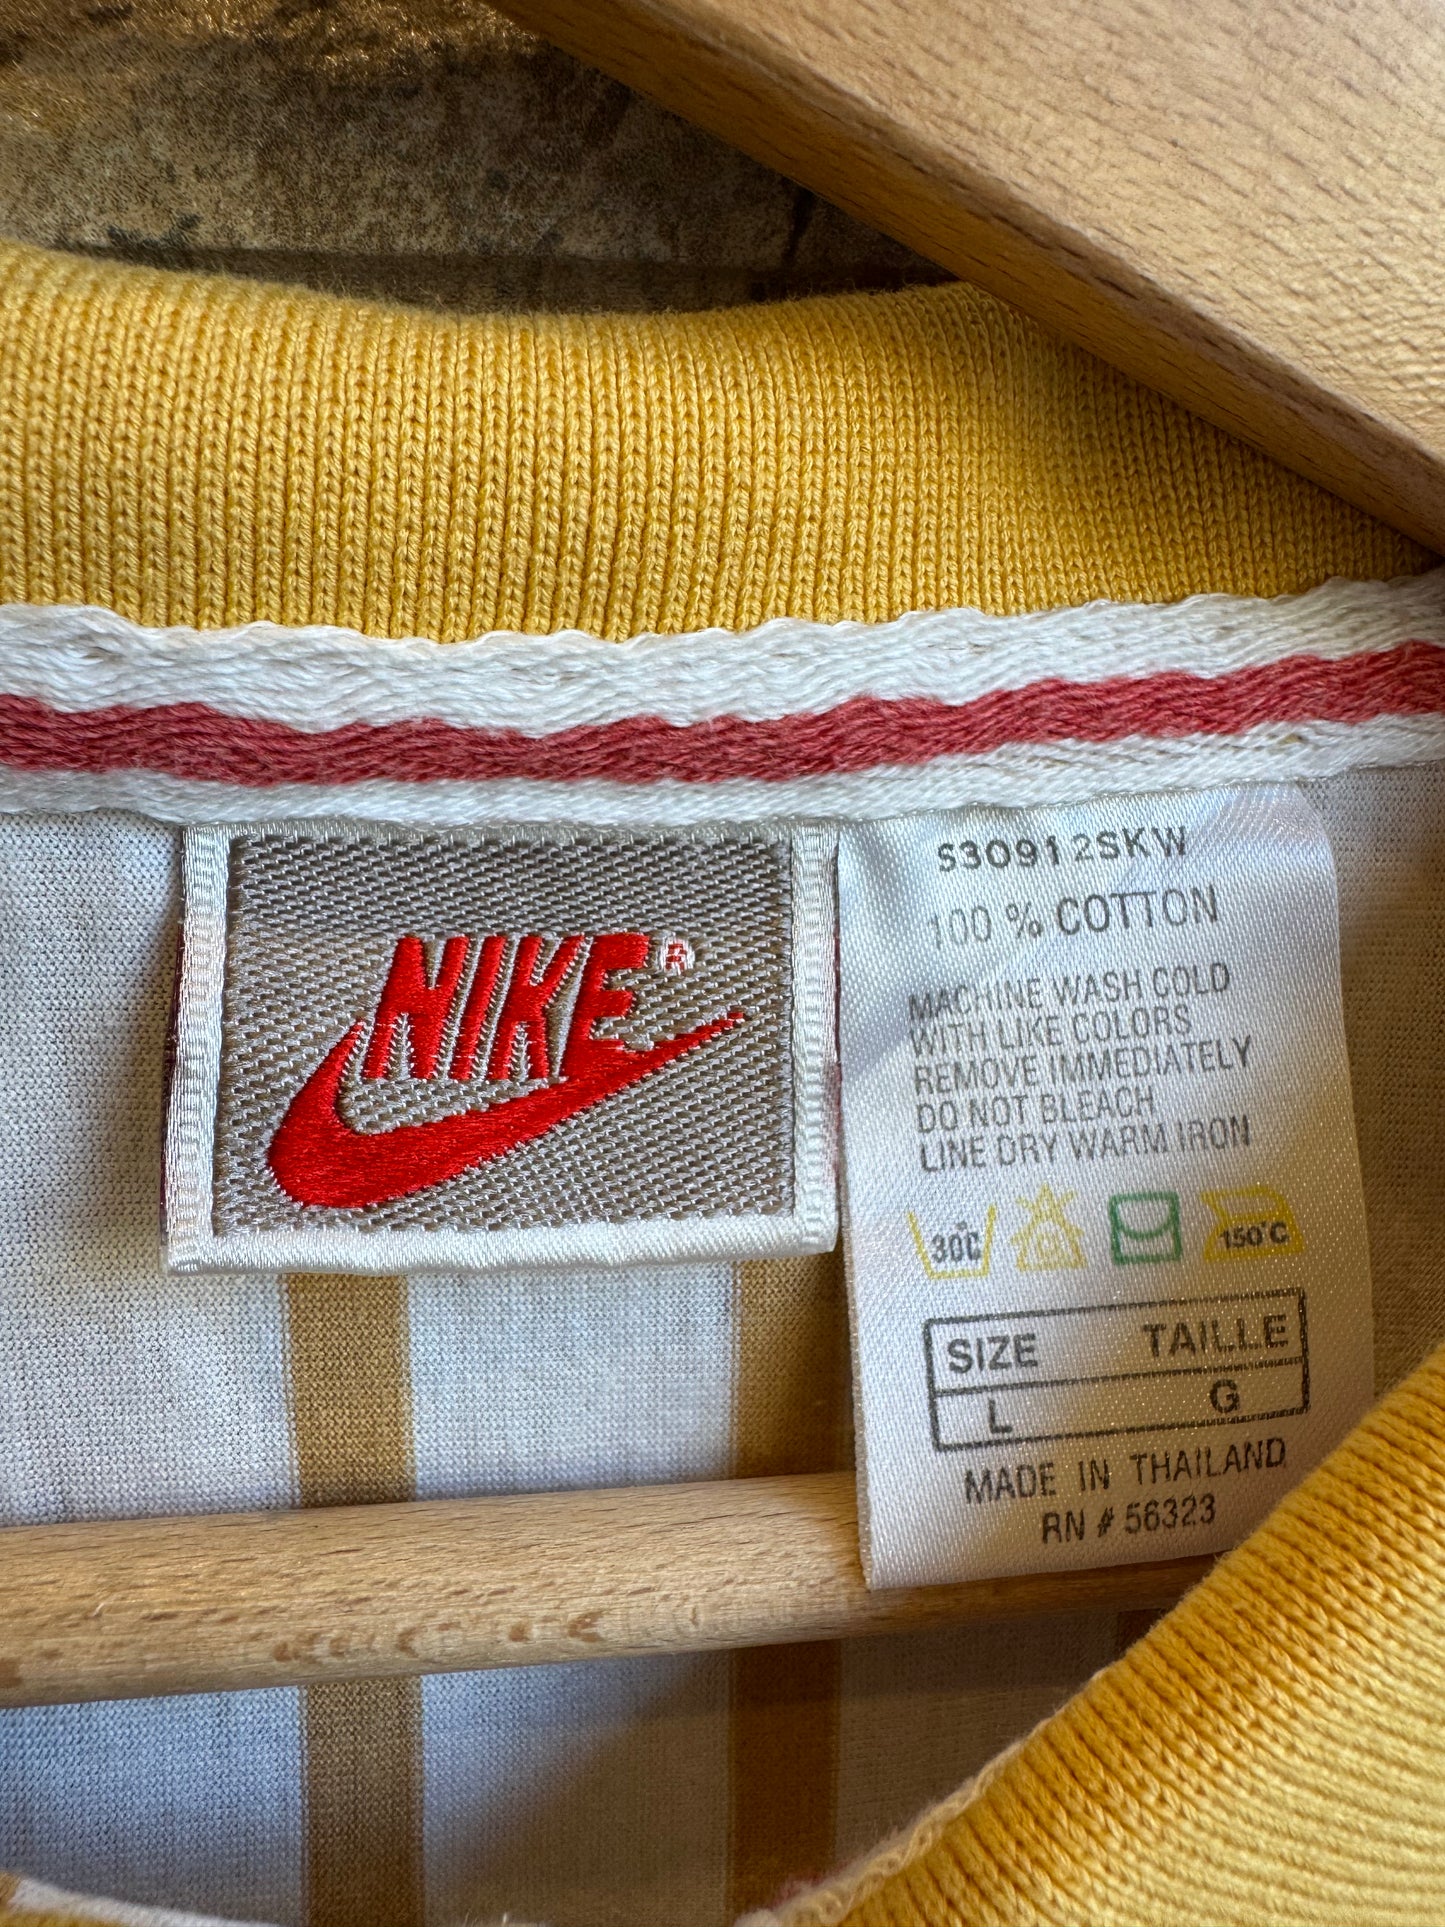 NIKE®
S30912SKW
100 % COTTON
MACHINE WASH COLD
WITH LIKE COLORS
REMOVE IMMEDIATELY
DO NOT BLEACH
LINE DRY WARM IRON
30°C
CL
150°C
SIZE TAILLE
L G
MADE IN THAILAND
RN # 56323